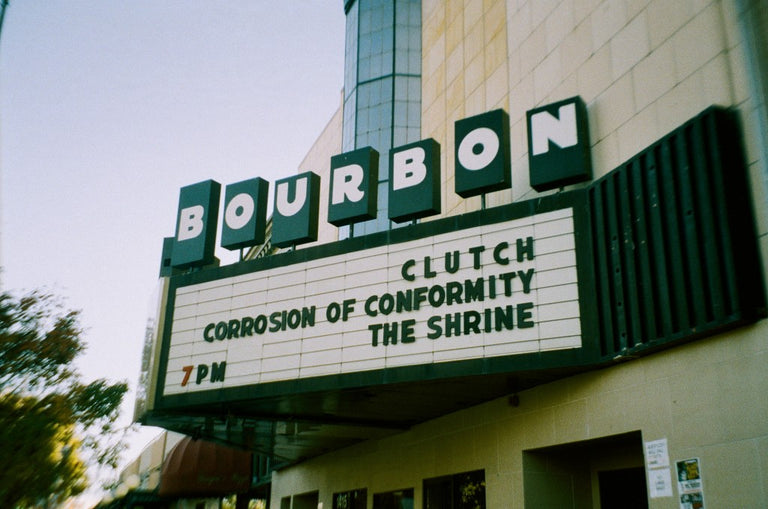 BOURBON
CLUTCH
CORROSION OF CONFORMITY
THE SHRINE
7PM